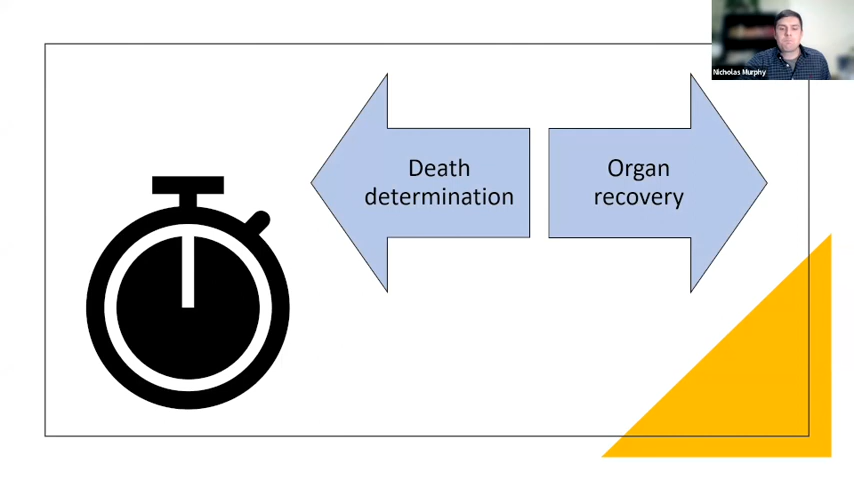 Nicholas Murphy
Death
determination
Organ
recovery